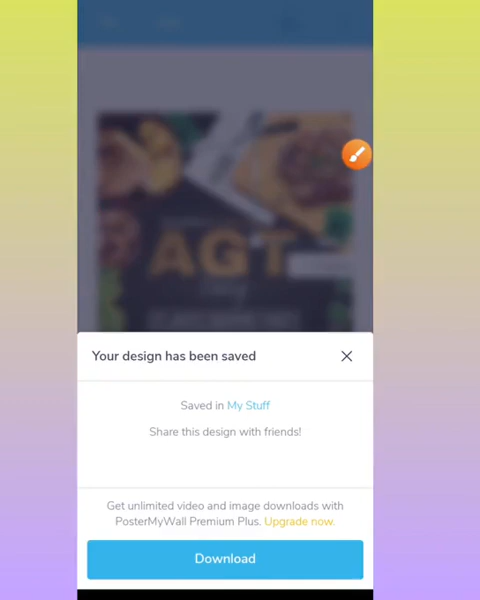 AGT
Your design has been saved
Saved in My Stuff
Share this design with friends!
Get unlimited video and image downloads with
PosterMyWall Premium Plus. Upgrade now.
Download